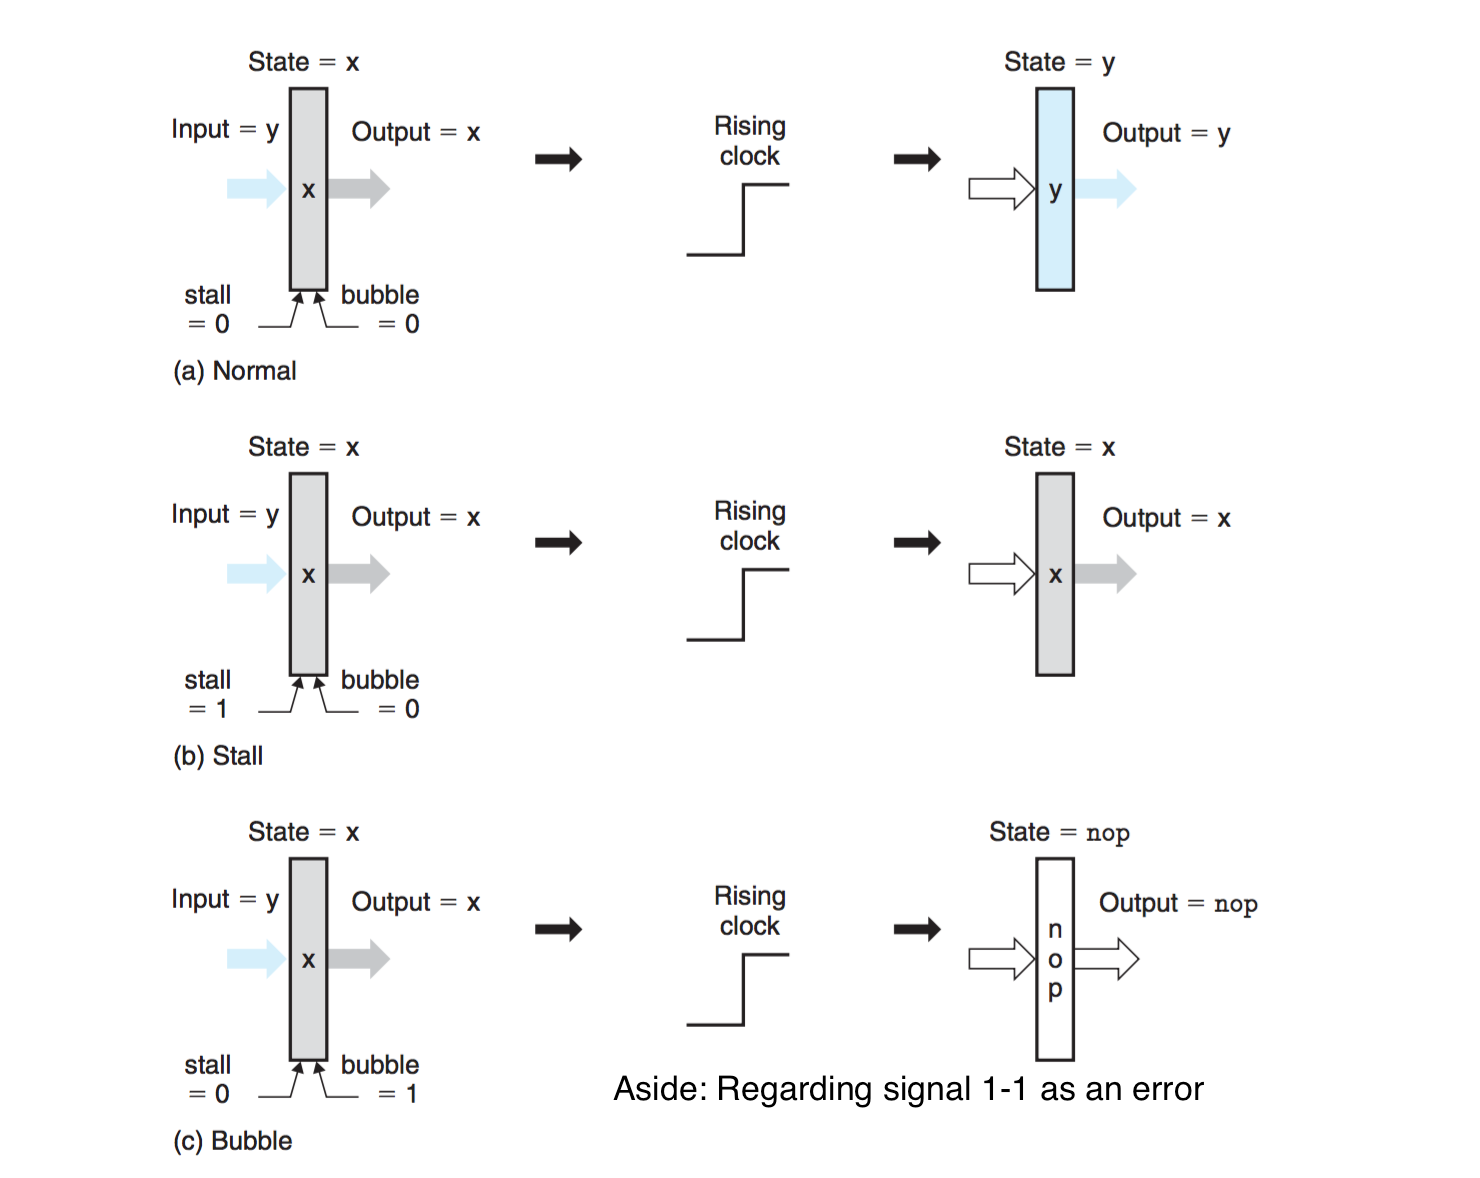 State = x
Input = y
Output = x
x
stall
= 0
bubble
= 0
Rising
clock
State = y
Output = y
y
(a) Normal
State = x
Input = y
Output = x
x
stall
= 1
bubble
= 0
Rising
clock
State = x
Output = x
x
(b) Stall
State = x
Input = y
Output = x
x
stall
= 0
bubble
= 1
Rising
clock
State = nop
Output = nop
n
o
p
Aside: Regarding signal 1-1 as an error
(c) Bubble